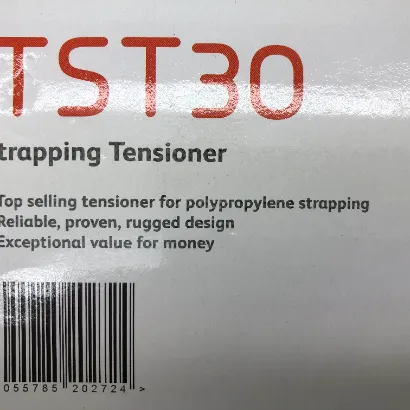 TST30
trapping Tensioner
Top selling tensioner for polypropylene strapping
Reliable, proven, rugged design
Exceptional value for money
055785 202724 >